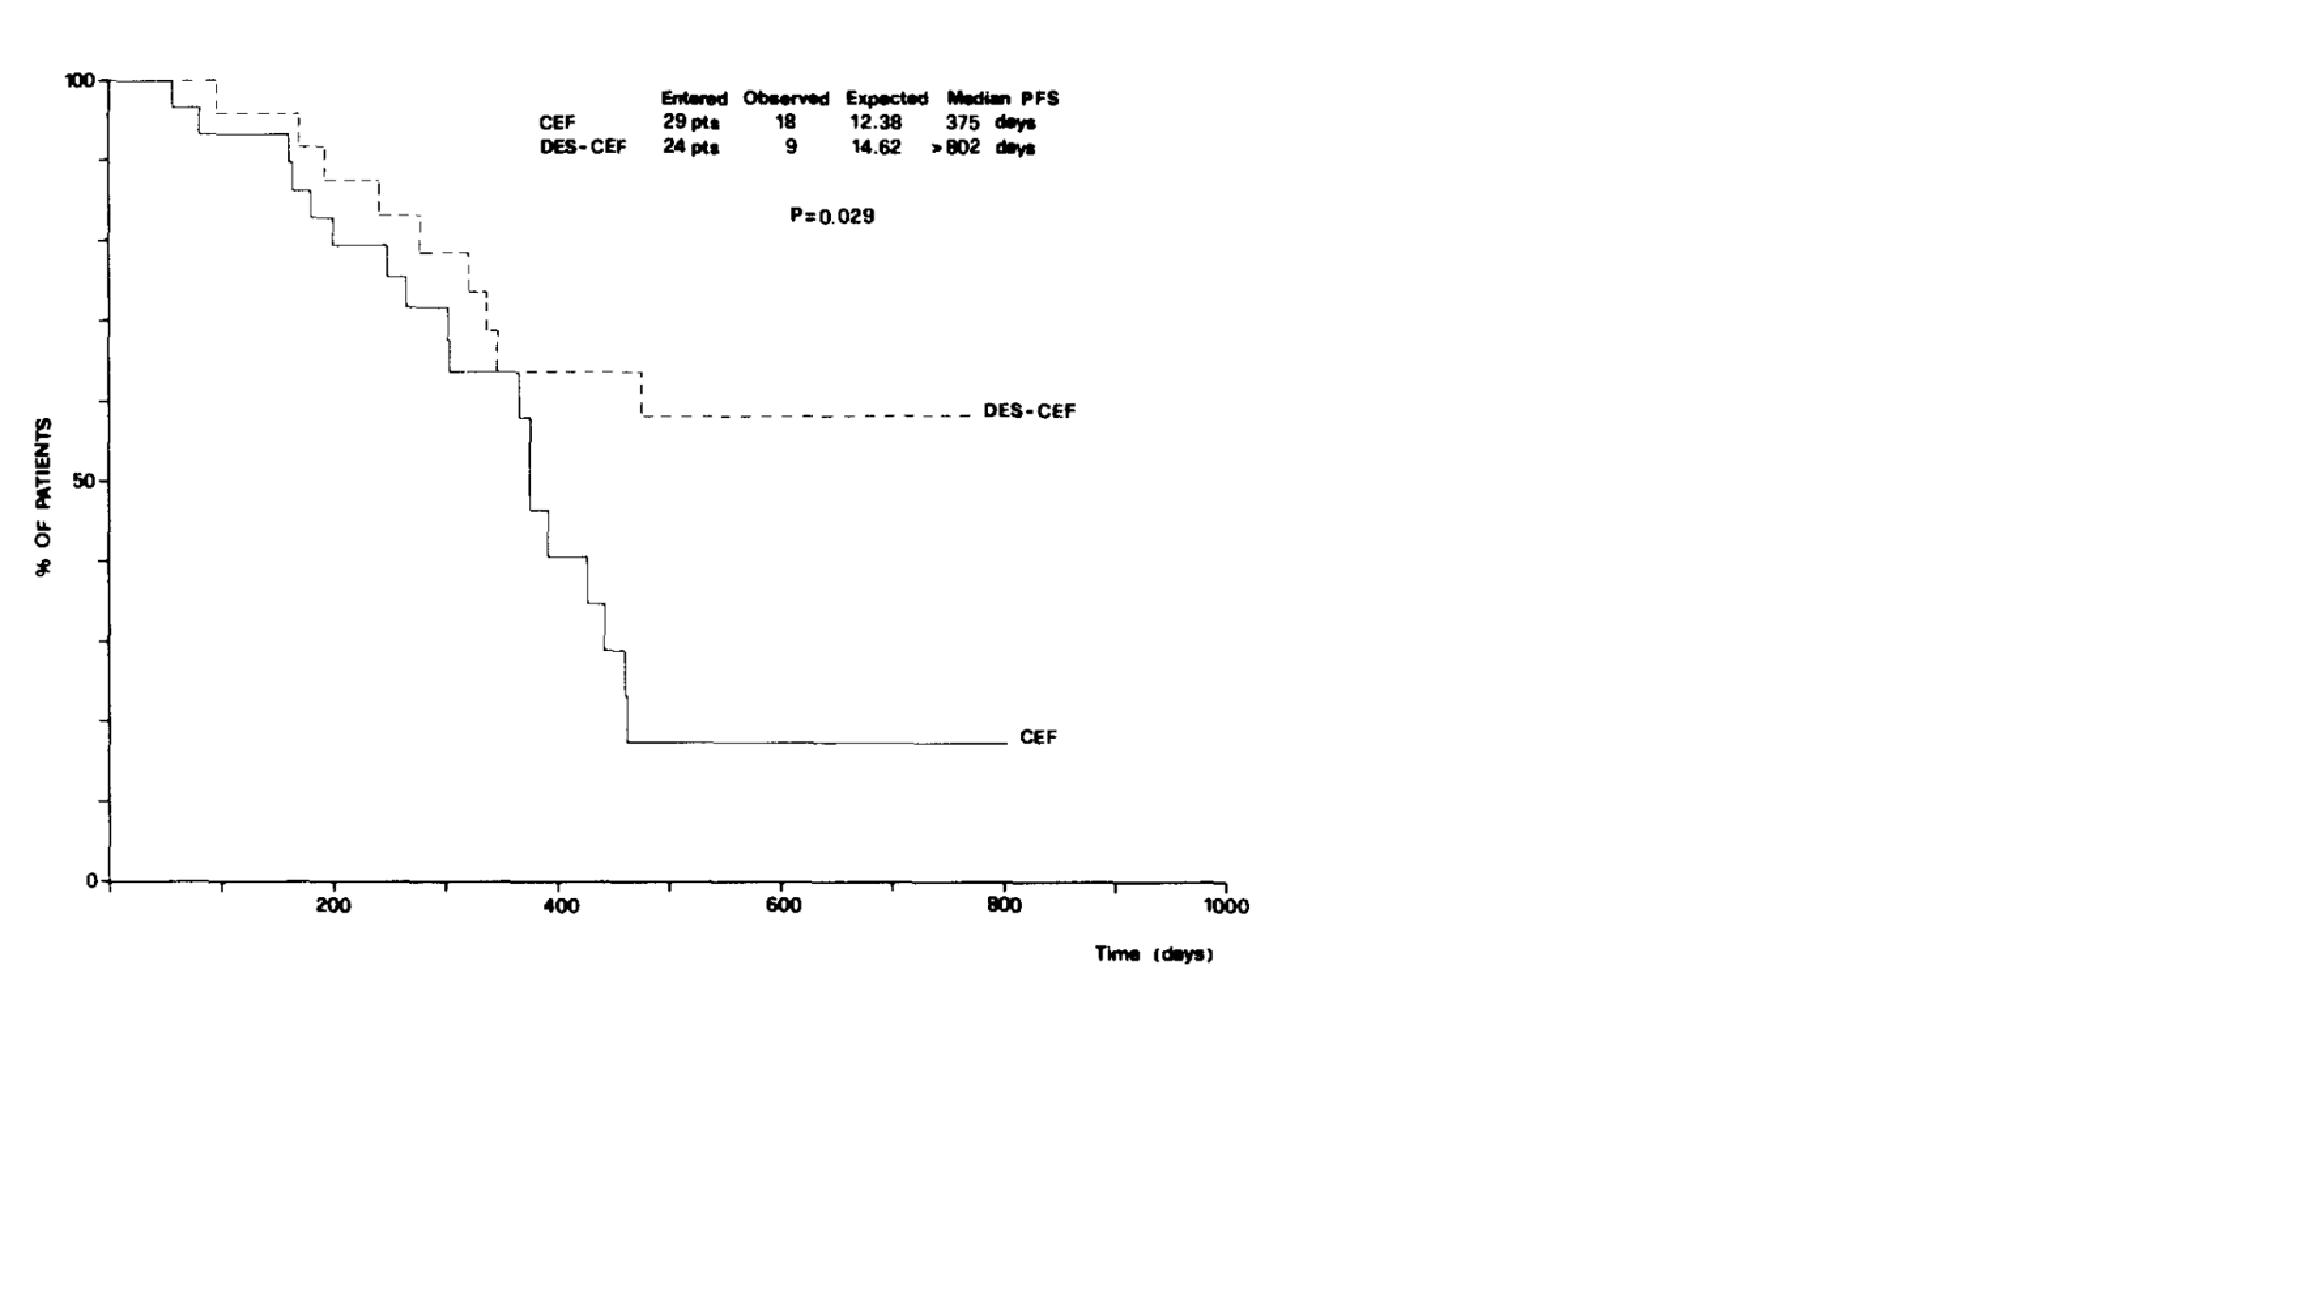 100
Entered Observed Expected Median PFS
CEF 29 pts 18 12.38 375 days
DES-CEF 24 pts 9 14.62 >802 days
P=0.029
DES-CEF
50
% OF PATIENTS
CEF
0
200 400 600 800 1000
Time (days)